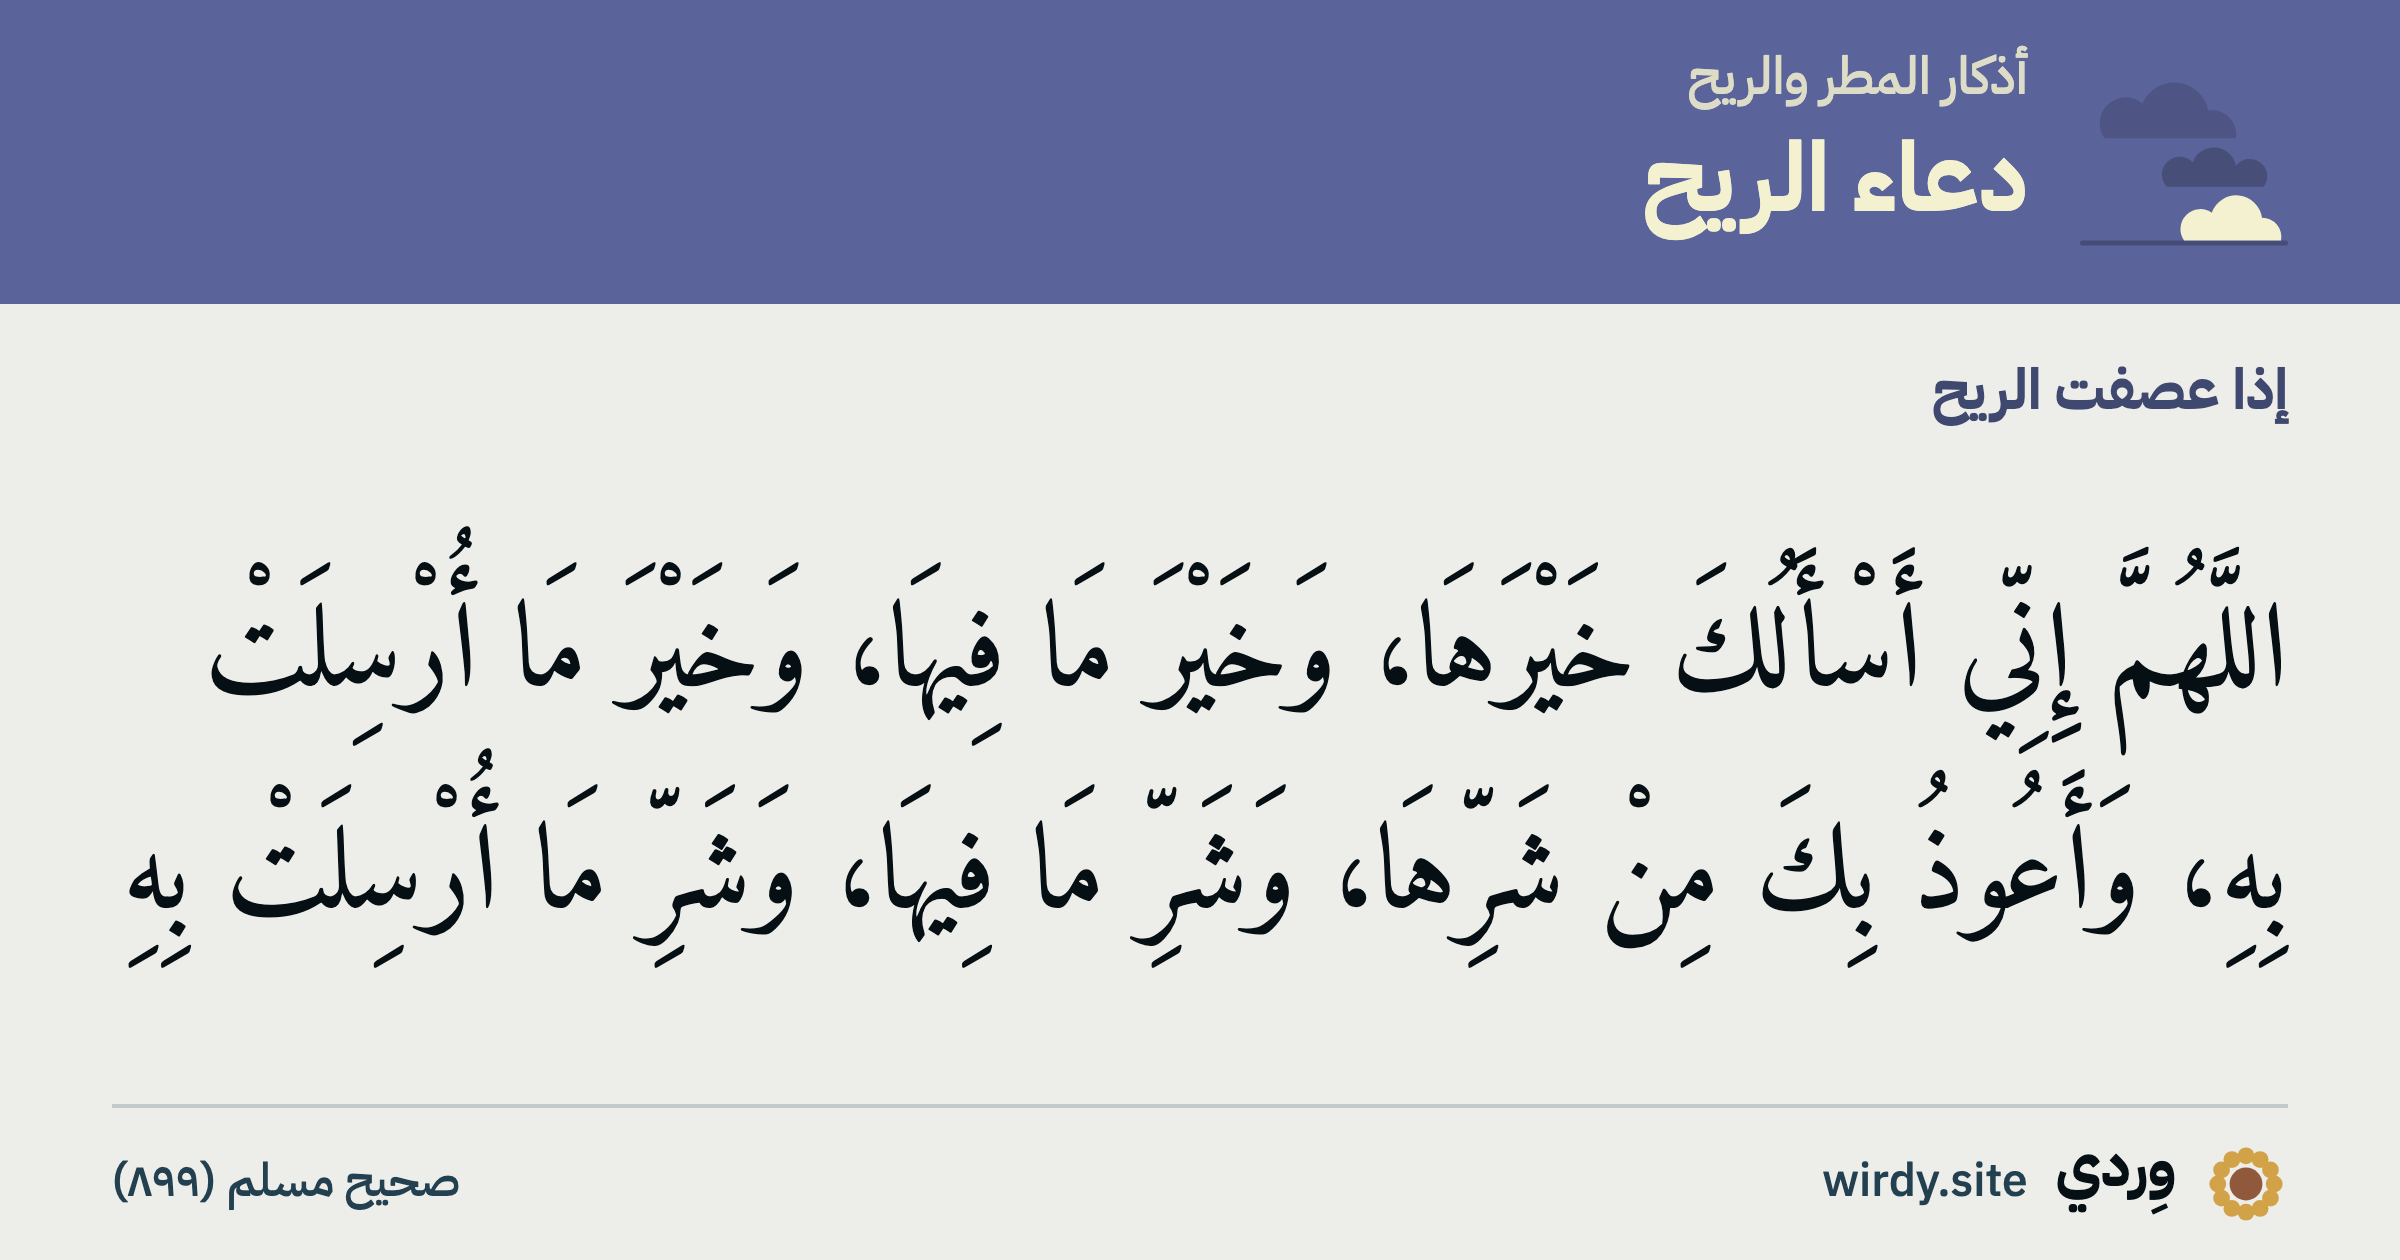 أذكار المطر والريح
دعاء الريح
إذا عصفت الريح
اللَّهُمَّ إِنِّي أَسْأَلُكَ خَيْرَهَا، وَخَيْرَ مَا فِيهَا، وَخَيْرَ مَا أُرْسِلَتْ
بِهِ، وَأَعُوذُ بِكَ مِنْ شَرِّهَا، وَشَرِّ مَا فِيهَا، وَشَرِّ مَا أُرْسِلَتْ بِهِ
وِردي wirdy.site
صحيح مسلم (٨٩٩)